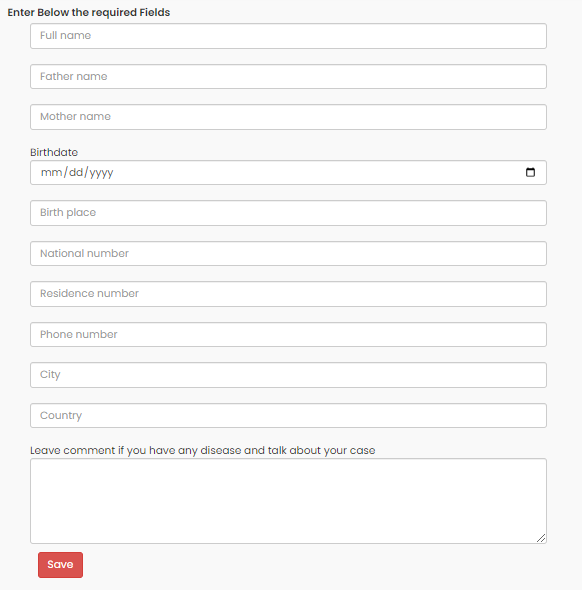 Enter Below the required Fields
Full name
Father name
Mother name
Birthdate
mm/dd/yyyy
Birth place
National number
Residence number
Phone number
City
Country
Leave comment if you have any disease and talk about your case
Save